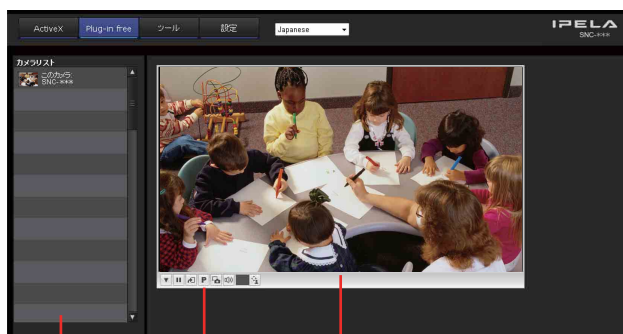 ActiveX
Plug-in free
ツール
設定
Japanese
IPELA
SNC-***
カメラリスト
このカメラ:
SNC-***
P